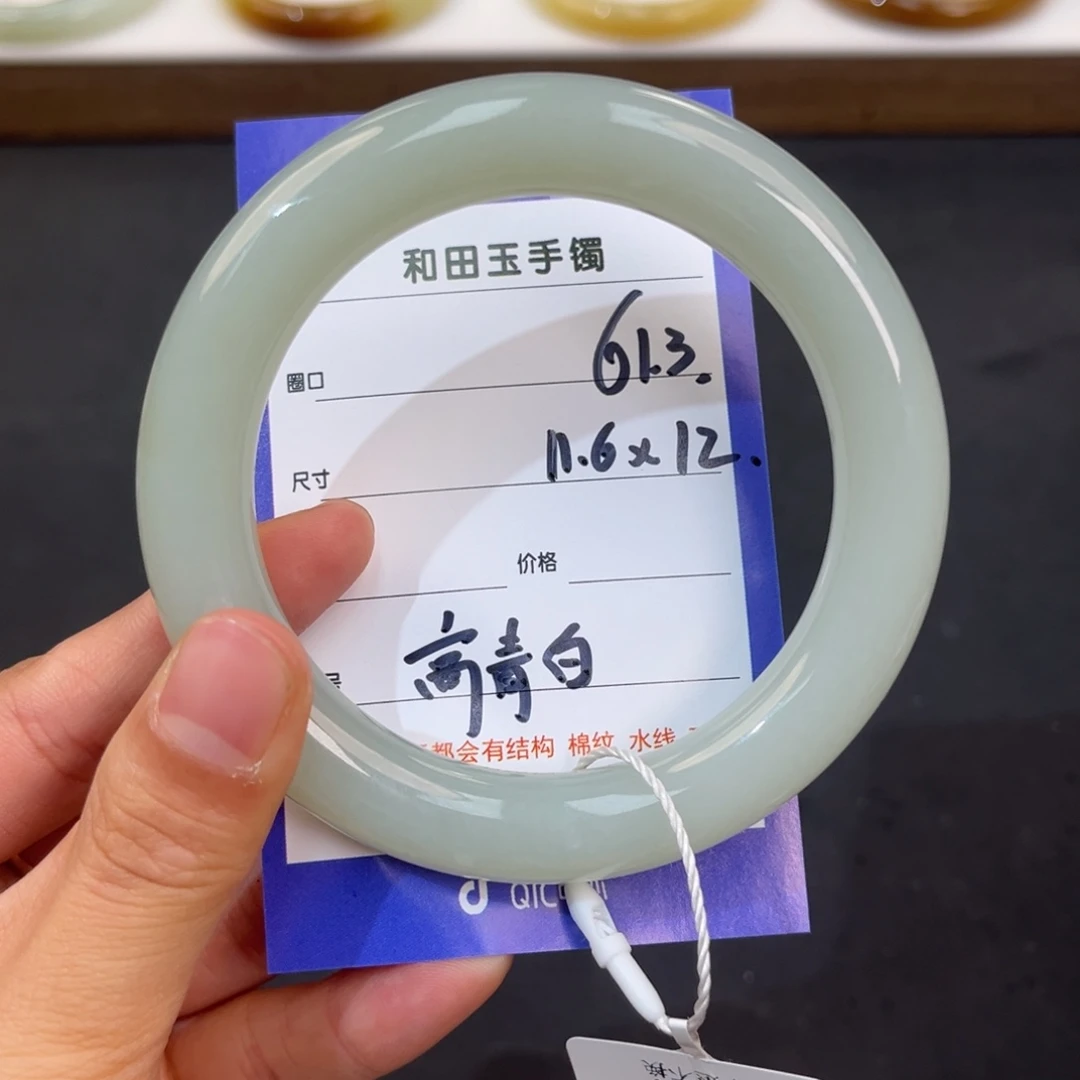 和田玉手镯
圈口 61.3.
尺寸 11.6x12.
价格
高青白
都会有结构 棉纹 水线